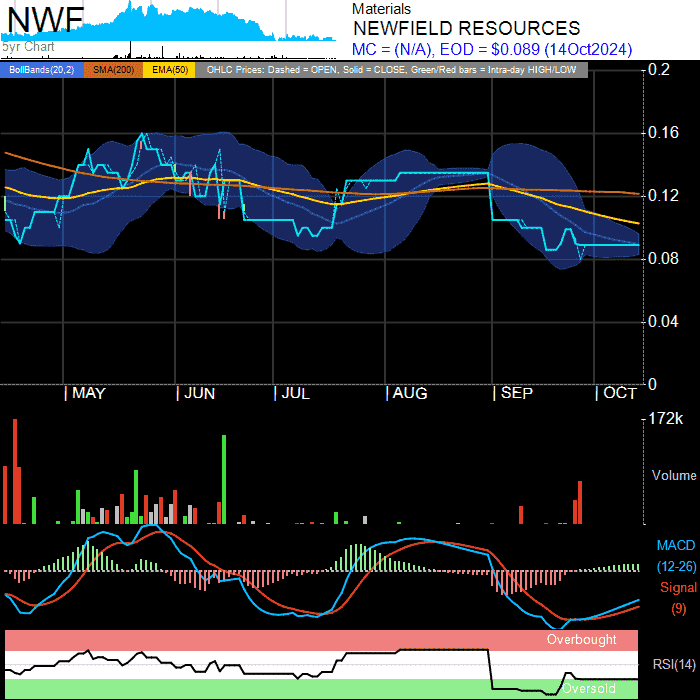 NWF
5yr Chart
Materials
NEWFIELD RESOURCES
MC = (N/A), EOD = $0.089 (14Oct2024)
BollBands(20,2) SMA(200) EMA(50) OHLC Prices: Dashed = OPEN, Solid = CLOSE, Green/Red bars = Intra-day HIGH/LOW
0.2
0.16
0.12
0.08
0.04
0
MAY JUN JUL AUG SEP OCT
172k
Volume
MACD
(12-26)
Signal
(9)
Overbought
RSI(14)
Oversold